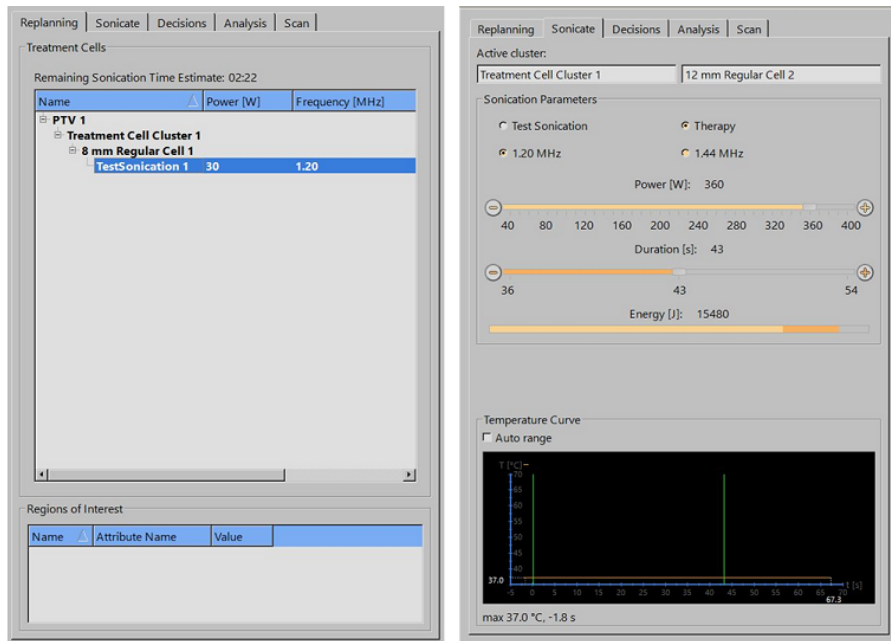 Replanning Sonicate Decisions Analysis Scan
Treatment Cells
Remaining Sonication Time Estimate: 02:22
Name Power [W] Frequency [MHz]
PTV 1
Treatment Cell Cluster 1
8 mm Regular Cell 1
TestSonication 1 30 1.20
Regions of Interest
Name Attribute Name Value
Replanning Sonicate Decisions Analysis Scan
Active cluster:
Treatment Cell Cluster 1 12 mm Regular Cell 2
Sonication Parameters
Test Sonication Therapy
1.20 MHz 1.44 MHz
Power [W]: 360
40 80 120 160 200 240 280 320 360 400
Duration [s]: 43
36 43 54
Energy [J]: 15480
Temperature Curve
Auto range
T [°C]
70
65
60
55
50
45
40
37.0
-5 0 5 10 15 20 25 30 35 40 45 50 55 60 65 70 t [s]
67.3
max 37.0 °C, -1.8 s